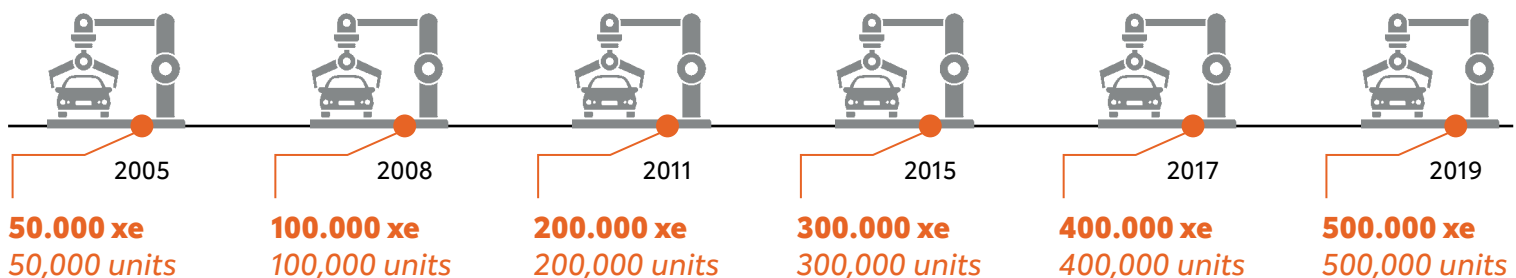 2005
50.000 xe
50,000 units
2008
100.000 xe
100,000 units
2011
200.000 xe
200,000 units
2015
300.000 xe
300,000 units
2017
400.000 xe
400,000 units
2019
500.000 xe
500,000 units